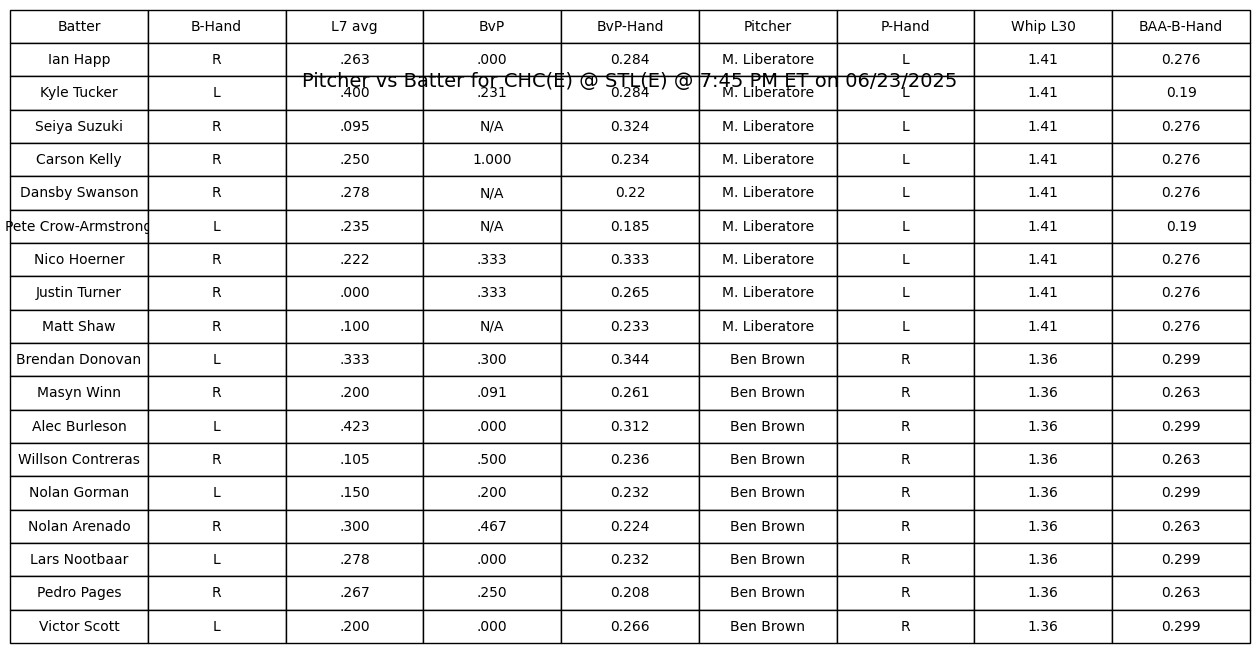 Batter B-Hand L7 avg BvP BvP-Hand Pitcher P-Hand Whip L30 BAA-B-Hand
Ian Happ R .263 .000 0.284 M. Liberatore L 1.41 0.276
Pitcher vs Batter for CHC(E) @ STL(E) @ 7:45 PM ET on 06/23/2025
Kyle Tucker L .400 .231 0.284 M. Liberatore L 1.41 0.19
Seiya Suzuki R .095 N/A 0.324 M. Liberatore L 1.41 0.276
Carson Kelly R .250 1.000 0.234 M. Liberatore L 1.41 0.276
Dansby Swanson R .278 N/A 0.22 M. Liberatore L 1.41 0.276
Pete Crow-Armstrong L .235 N/A 0.185 M. Liberatore L 1.41 0.19
Nico Hoerner R .222 .333 0.333 M. Liberatore L 1.41 0.276
Justin Turner R .000 .333 0.265 M. Liberatore L 1.41 0.276
Matt Shaw R .100 N/A 0.233 M. Liberatore L 1.41 0.276
Brendan Donovan L .333 .300 0.344 Ben Brown R 1.36 0.299
Masyn Winn R .200 .091 0.261 Ben Brown R 1.36 0.263
Alec Burleson L .423 .000 0.312 Ben Brown R 1.36 0.299
Willson Contreras R .105 .500 0.236 Ben Brown R 1.36 0.263
Nolan Gorman L .150 .200 0.232 Ben Brown R 1.36 0.299
Nolan Arenado R .300 .467 0.224 Ben Brown R 1.36 0.263
Lars Nootbaar L .278 .000 0.232 Ben Brown R 1.36 0.299
Pedro Pages R .267 .250 0.208 Ben Brown R 1.36 0.263
Victor Scott L .200 .000 0.266 Ben Brown R 1.36 0.299